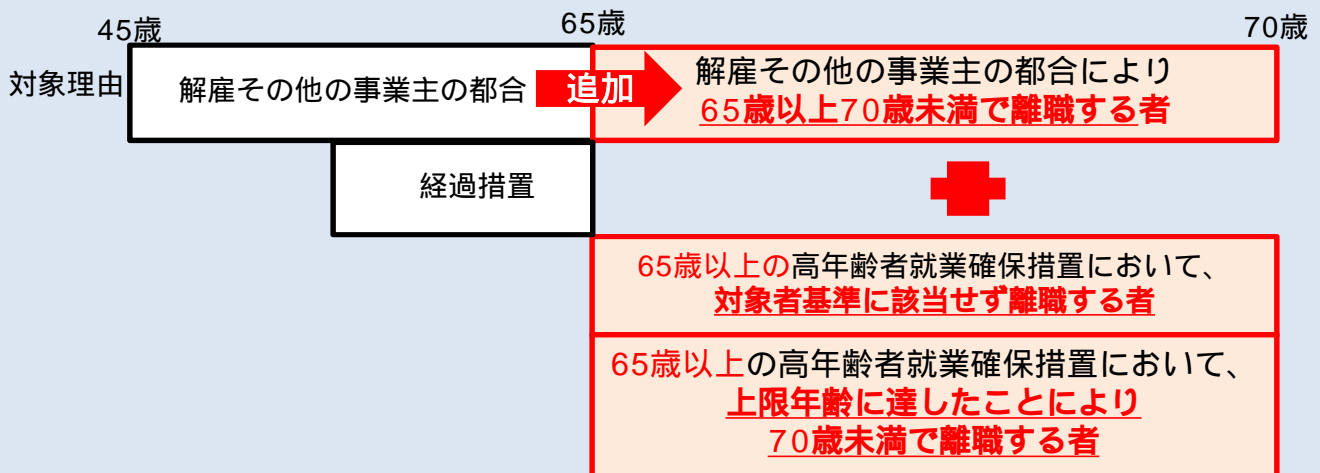 45歳
65歳
70歳
対象理由
解雇その他の事業主の都合
追加
解雇その他の事業主の都合により
65歳以上70歳未満で離職する者
経過措置
65歳以上の高年齢者就業確保措置において、
対象者基準に該当せず離職する者
65歳以上の高年齢者就業確保措置において、
上限年齢に達したことにより
70歳未満で離職する者